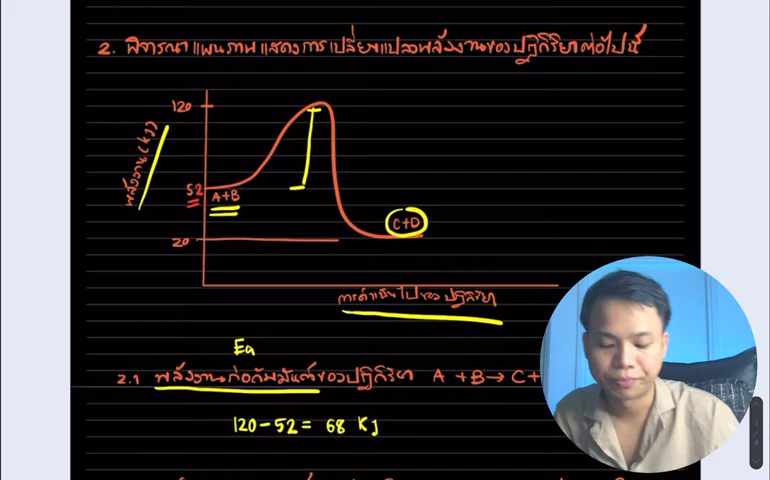 2. พิจารณาแผนภาพแสดงการเปลี่ยนแปลงพลังงานของปฏิกิริยาต่อไปนี้
120
พลังงาน (kJ)
52
A+B
C+D
20
การดำเนินไปของปฏิกิริยา
Ea
2.1 พลังงานก่อกัมมันต์ของปฏิกิริยา A + B → C +
120 - 52 = 68 kJ